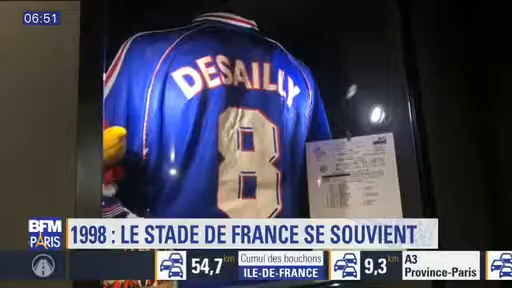 06:51
DESAILLY
8
BFM
PARIS
1998 : LE STADE DE FRANCE SE SOUVIENT
54,7 km
Cumul des bouchons
ILE-DE-FRANCE
9,3 km
A3
Province-Paris